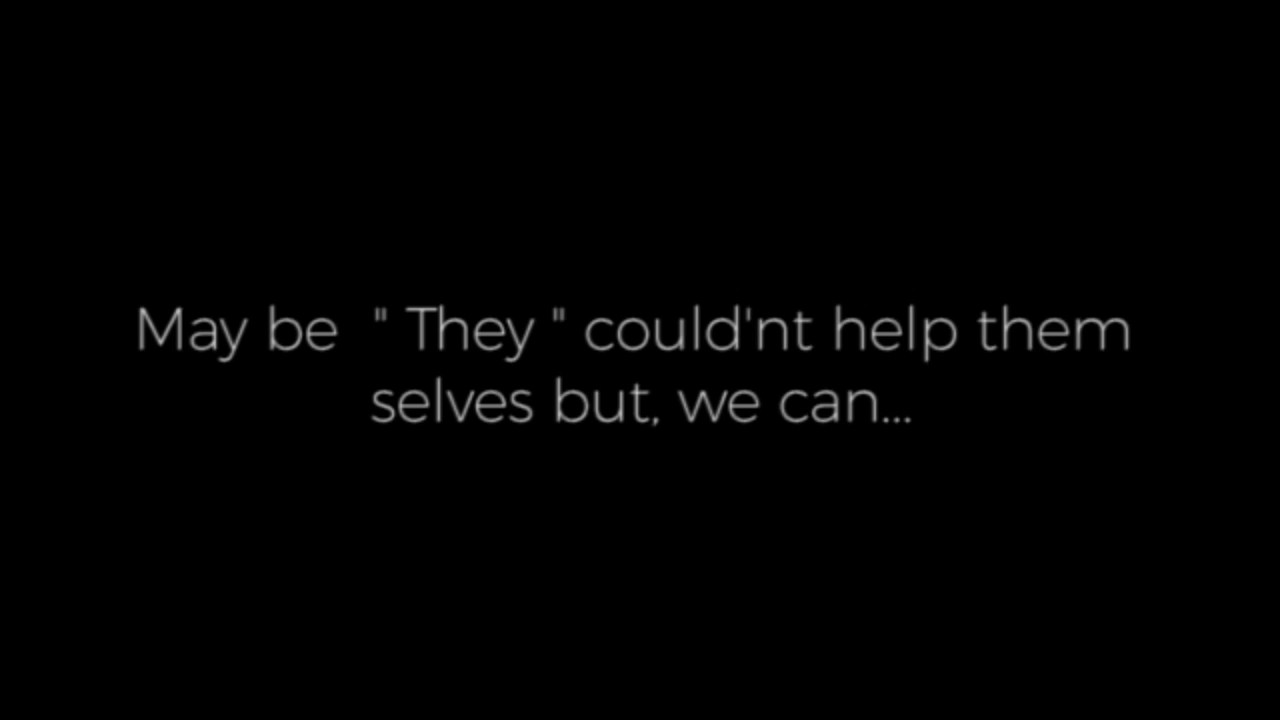 May be  " They " could'nt help them
selves but, we can...